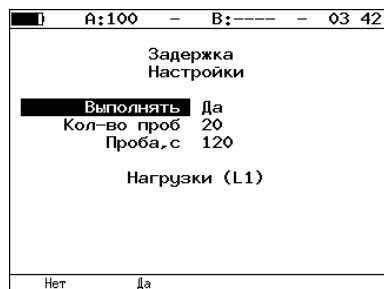 A:100 – B:---- – 03 42
Задержка
Настройки
Выполнять Да
Кол-во проб 20
Проба,с 120
Нагрузки (L1)
Нет Да